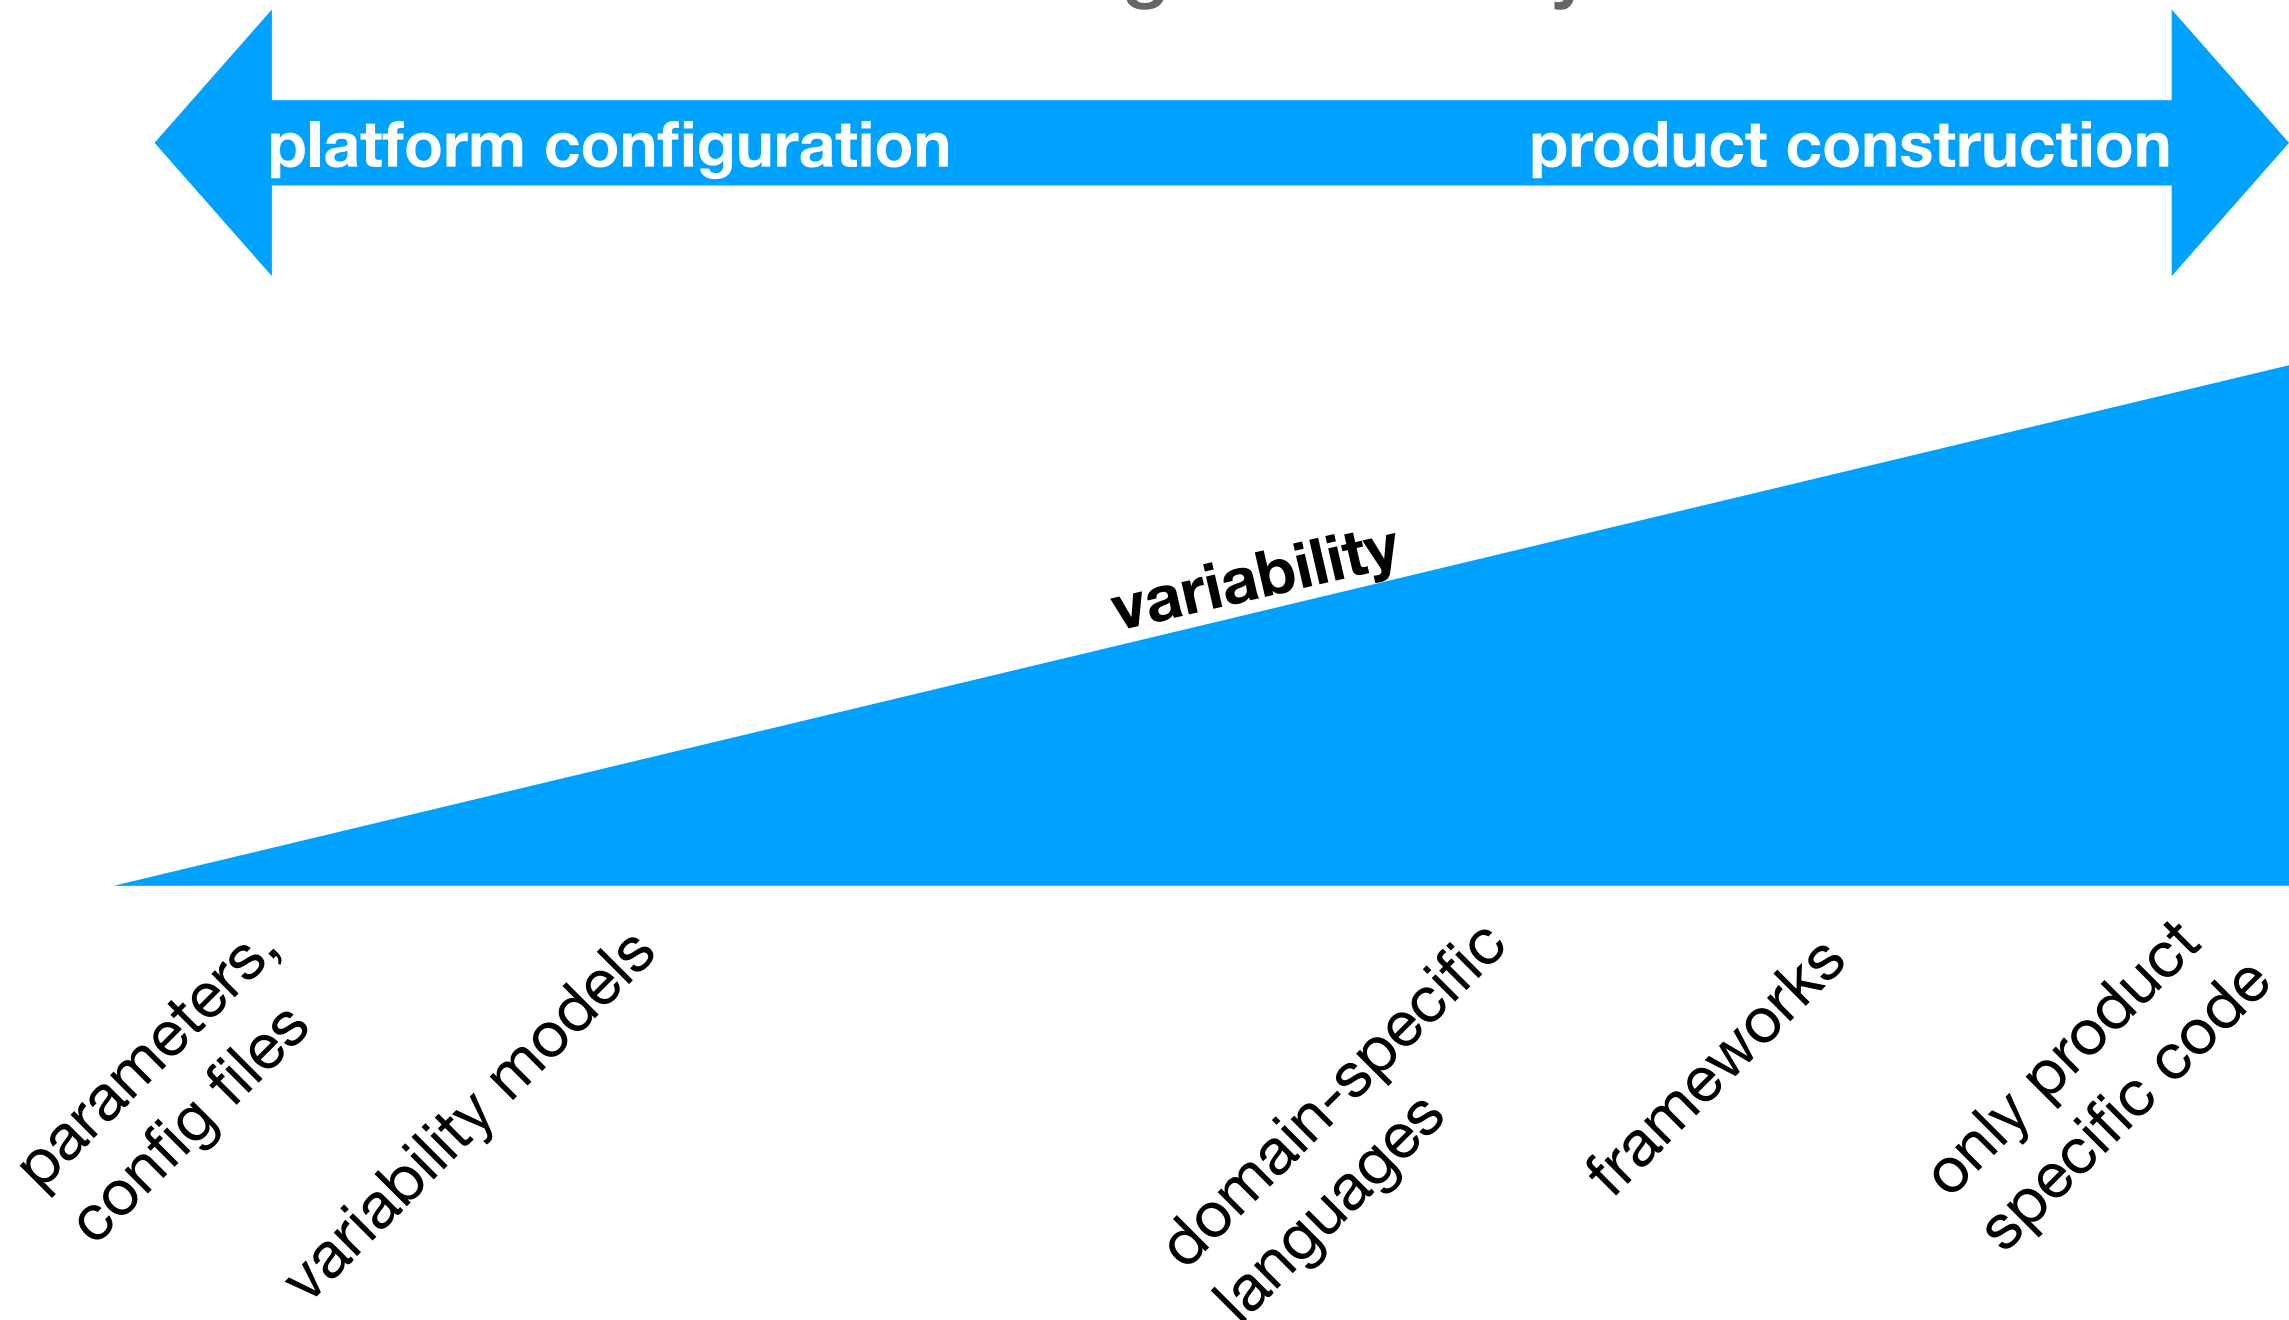 platform configuration
product construction
variability
parameters,
config files
variability models
domain-specific
languages
frameworks
only product
specific code